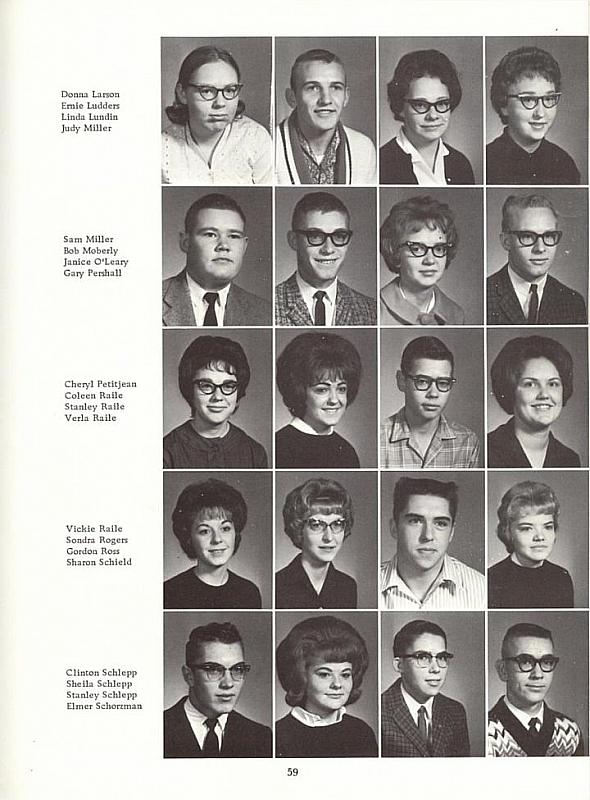 Donna Larson
Ernie Ludders
Linda Lundin
Judy Miller
Sam Miller
Bob Moberly
Janice O'Leary
Gary Pershall
Cheryl Petitjean
Coleen Raile
Stanley Raile
Verla Raile
Vickie Raile
Sondra Rogers
Gordon Ross
Sharon Schield
Clinton Schlepp
Sheila Schlepp
Stanley Schlepp
Elmer Schorzman
59